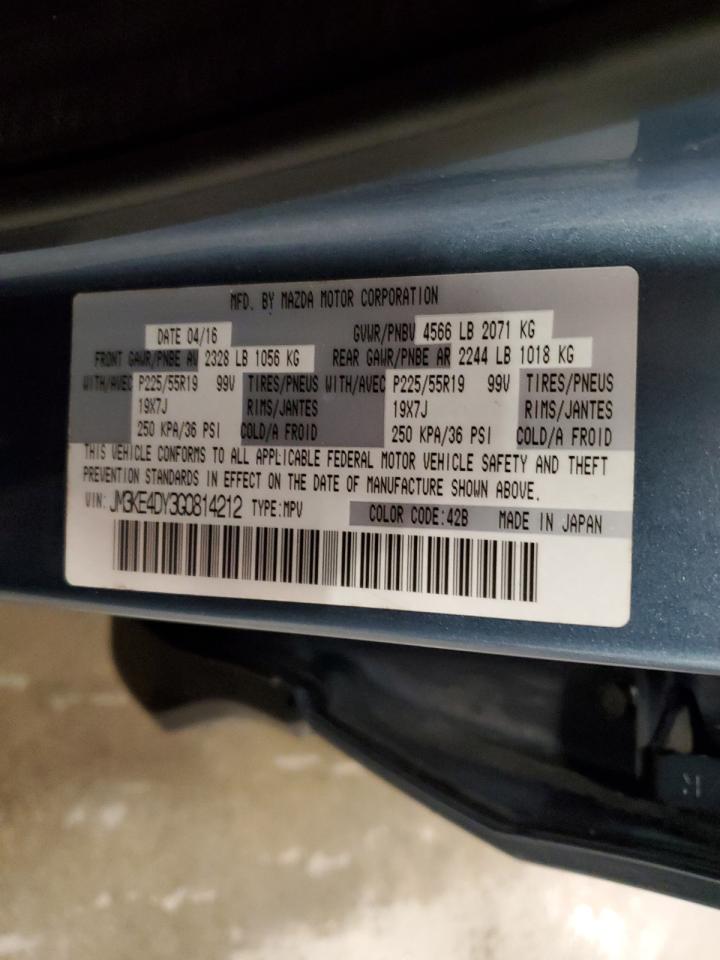 MFD. BY MAZDA MOTOR CORPORATION
DATE 04/16 GVWR/PNBV 4566 LB 2071 KG
FRONT GAWR/PNBE AV 2328 LB 1056 KG REAR GAWR/PNBE AR 2244 LB 1018 KG
WITH/AVEC P225/55R19 99V TIRES/PNEUS WITH/AVEC P225/55R19 99V TIRES/PNEUS
19X7J RIMS/JANTES 19X7J RIMS/JANTES
250 KPA/36 PSI COLD/A FROID 250 KPA/36 PSI COLD/A FROID
THIS VEHICLE CONFORMS TO ALL APPLICABLE FEDERAL MOTOR VEHICLE SAFETY AND THEFT
PREVENTION STANDARDS IN EFFECT ON THE DATE OF MANUFACTURE SHOWN ABOVE.
VIN: JM3KE4DY3G0814212 TYPE:MPV COLOR CODE:42B MADE IN JAPAN